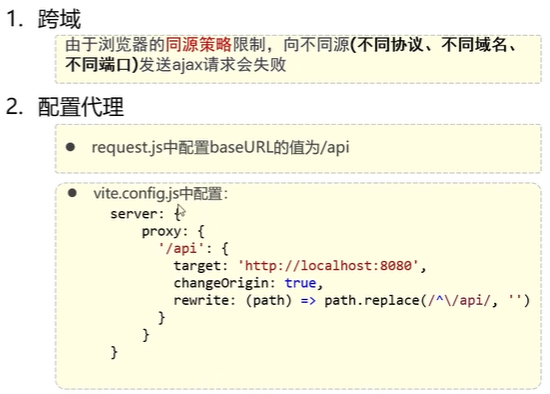 1. 跨域
由于浏览器的同源策略限制，向不同源(不同协议、不同域名、
不同端口)发送ajax请求会失败
2. 配置代理
● request.js中配置baseURL的值为/api
● vite.config.js中配置：
server: {
proxy: {
'/api': {
target: 'http://localhost:8080',
changeOrigin: true,
rewrite: (path) => path.replace(/^\/api/, '')
}
}
}